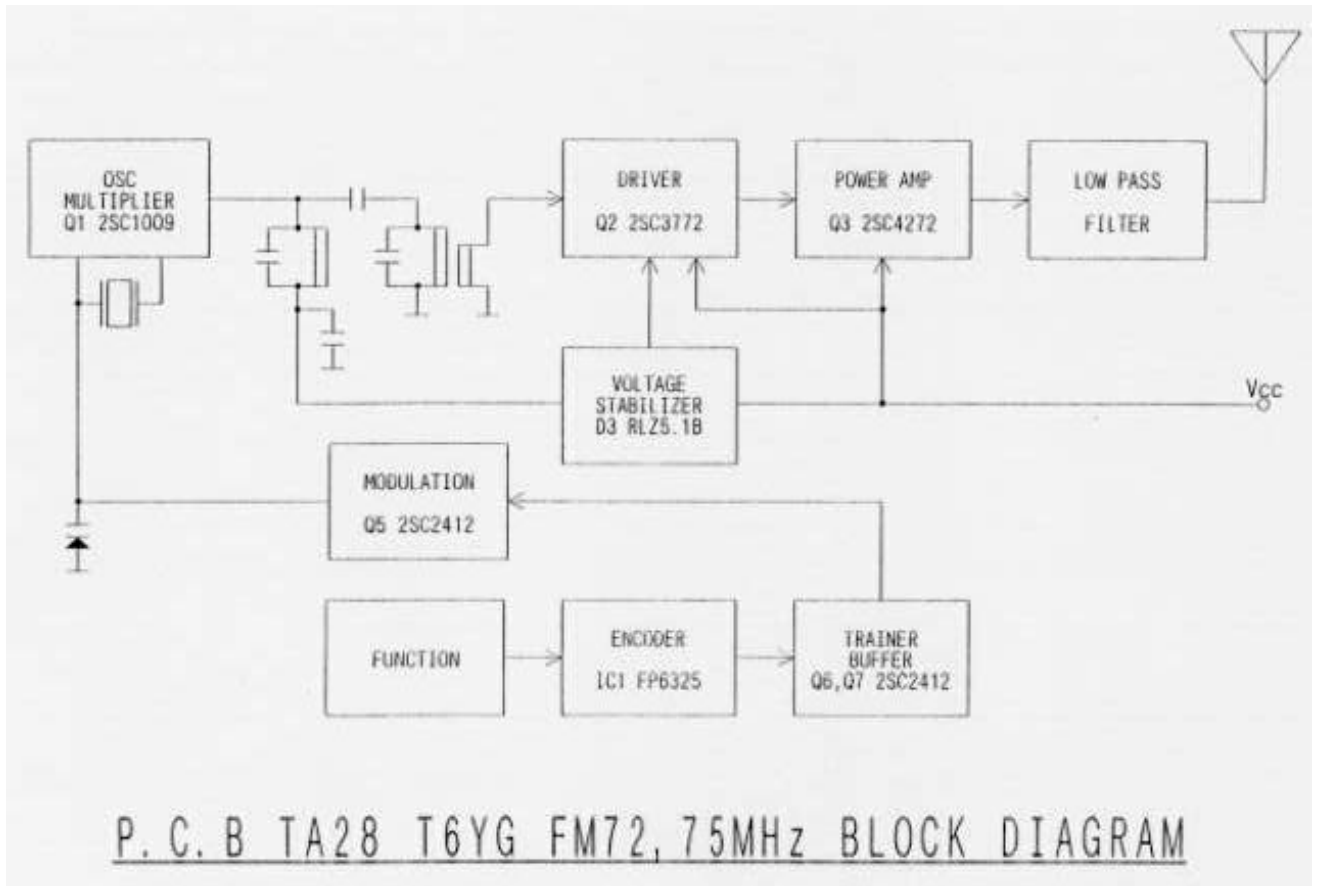 OSC
MULTIPLIER
Q1 2SC1009
DRIVER
Q2 2SC3772
POWER AMP
Q3 2SC4272
LOW PASS
FILTER
VOLTAGE
STABILIZER
D3 RLZ5.1B
Vcc
MODULATION
Q5 2SC2412
FUNCTION
ENCODER
IC1 FP6325
TRAINER
BUFFER
Q6,Q7 2SC2412
P.C.B TA28 T6YG FM72,75MHz BLOCK DIAGRAM